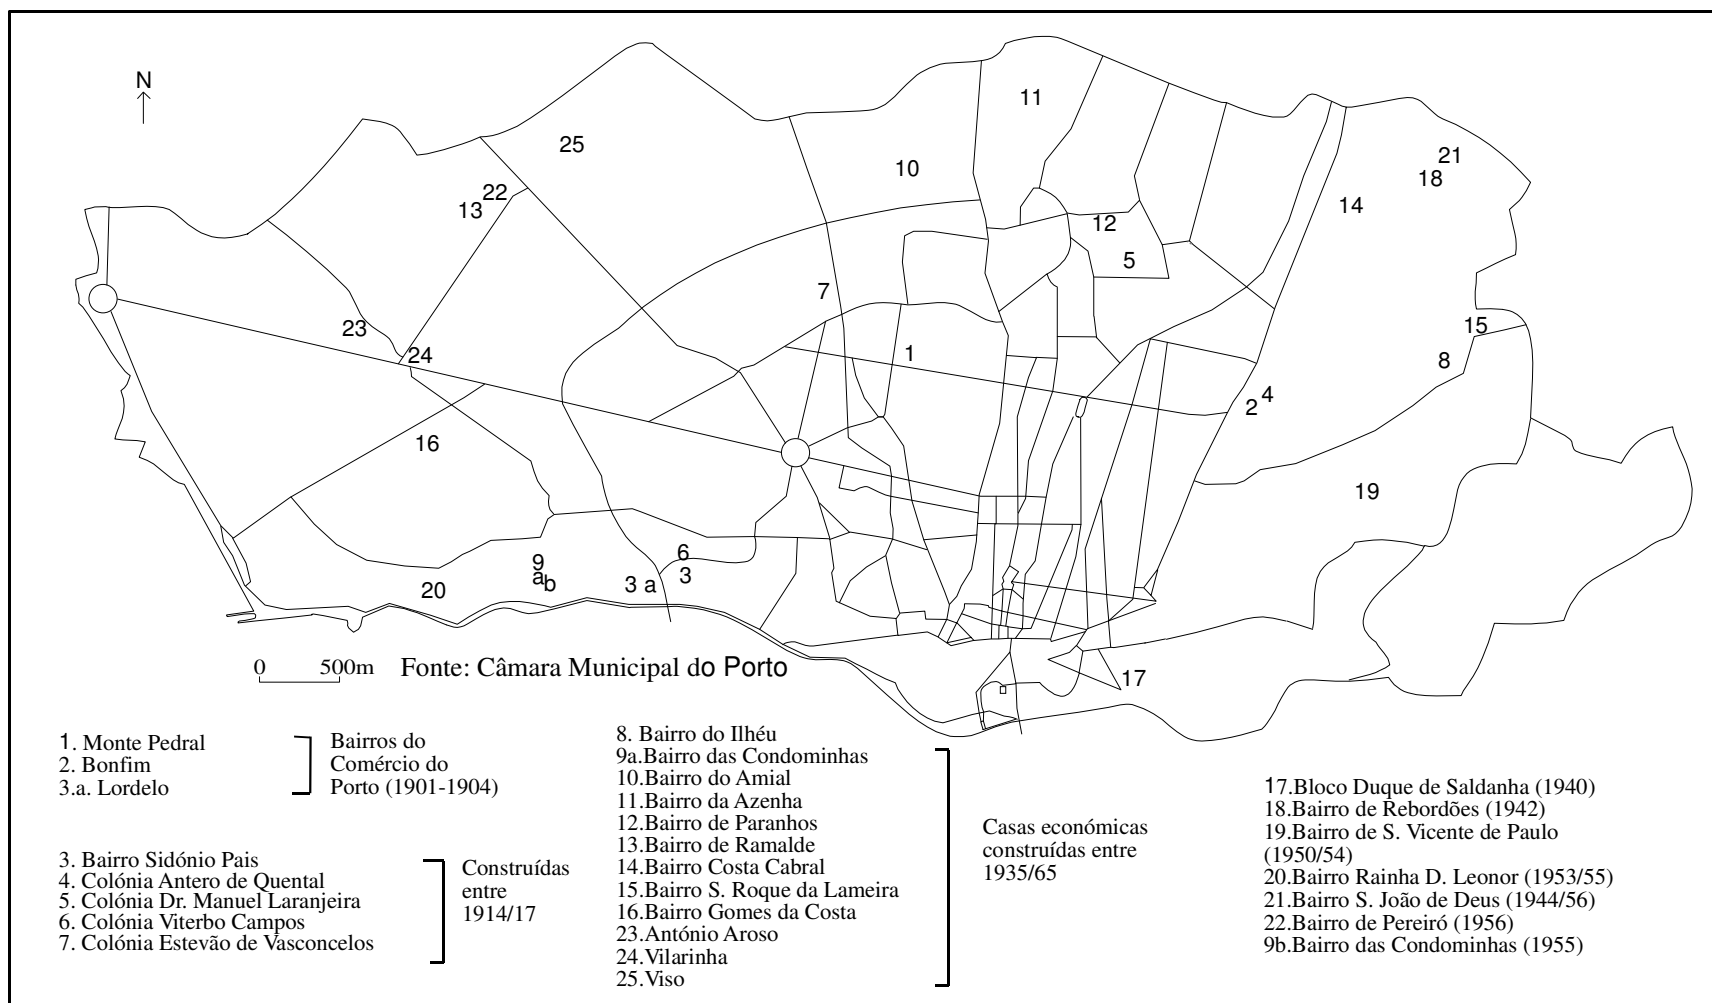 N
11
25
21
10
18
22
14
13
12
5
7
15
23
1
24
8
4
2
16
19
6
9
3
a
b
3 a
20
17
0 500m
Fonte: Câmara Municipal do Porto
1. Monte Pedral
2. Bonfim
3.a. Lordelo
Bairros do
Comércio do
Porto (1901-1904)
3. Bairro Sidónio Pais
4. Colónia Antero de Quental
5. Colónia Dr. Manuel Laranjeira
6. Colónia Viterbo Campos
7. Colónia Estevão de Vasconcelos
Construídas
entre
1914/17
8. Bairro do Ilhéu
9a.Bairro das Condominhas
10.Bairro do Amial
11.Bairro da Azenha
12.Bairro de Paranhos
13.Bairro de Ramalde
14.Bairro Costa Cabral
15.Bairro S. Roque da Lameira
16.Bairro Gomes da Costa
23.António Aroso
24.Vilarinha
25.Viso
Casas económicas
construídas entre
1935/65
17.Bloco Duque de Saldanha (1940)
18.Bairro de Rebordões (1942)
19.Bairro de S. Vicente de Paulo
(1950/54)
20.Bairro Rainha D. Leonor (1953/55)
21.Bairro S. João de Deus (1944/56)
22.Bairro de Pereiró (1956)
9b.Bairro das Condominhas (1955)